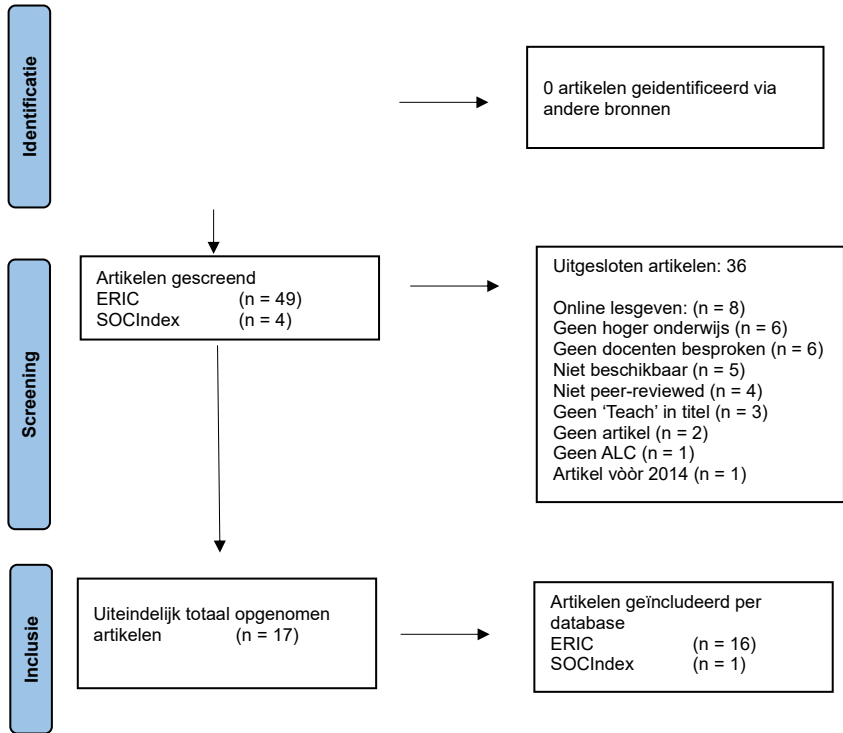 Identificatie
0 artikelen geidentificeerd via
andere bronnen
Screening
Artikelen gescreend
ERIC (n = 49)
SOCIndex (n = 4)
Uitgesloten artikelen: 36
Online lesgeven: (n = 8)
Geen hoger onderwijs (n = 6)
Geen docenten besproken (n = 6)
Niet beschikbaar (n = 5)
Niet peer-reviewed (n = 4)
Geen ‘Teach’ in titel (n = 3)
Geen artikel (n = 2)
Geen ALC (n = 1)
Artikel vòòr 2014 (n = 1)
Inclusie
Uiteindelijk totaal opgenomen
artikelen (n = 17)
Artikelen geïncludeerd per
database
ERIC (n = 16)
SOCIndex (n = 1)